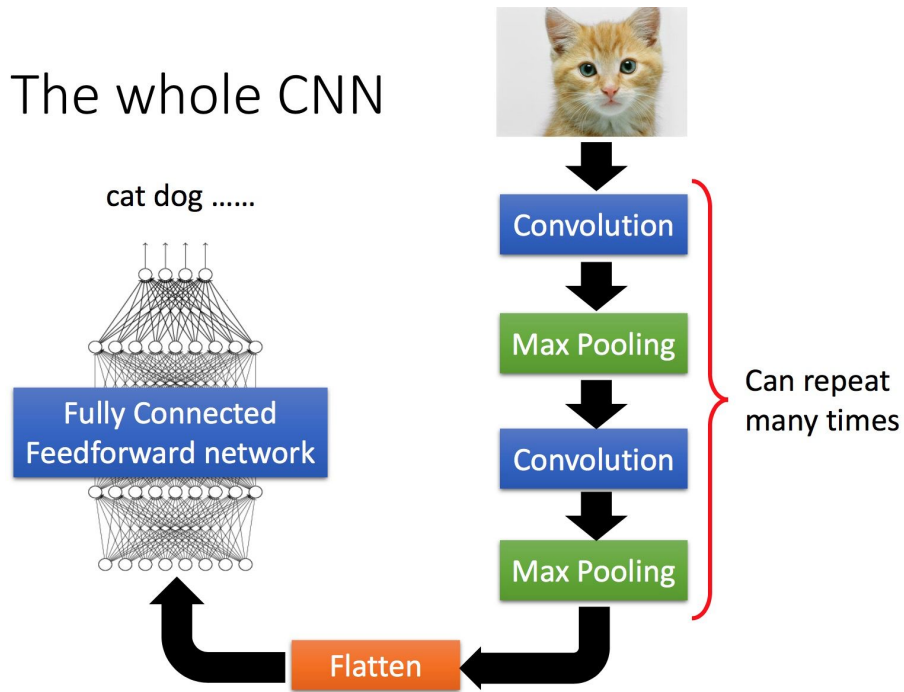 The whole CNN
cat dog ......
Convolution
Max Pooling
Convolution
Max Pooling
Can repeat
many times
Flatten
Fully Connected
Feedforward network